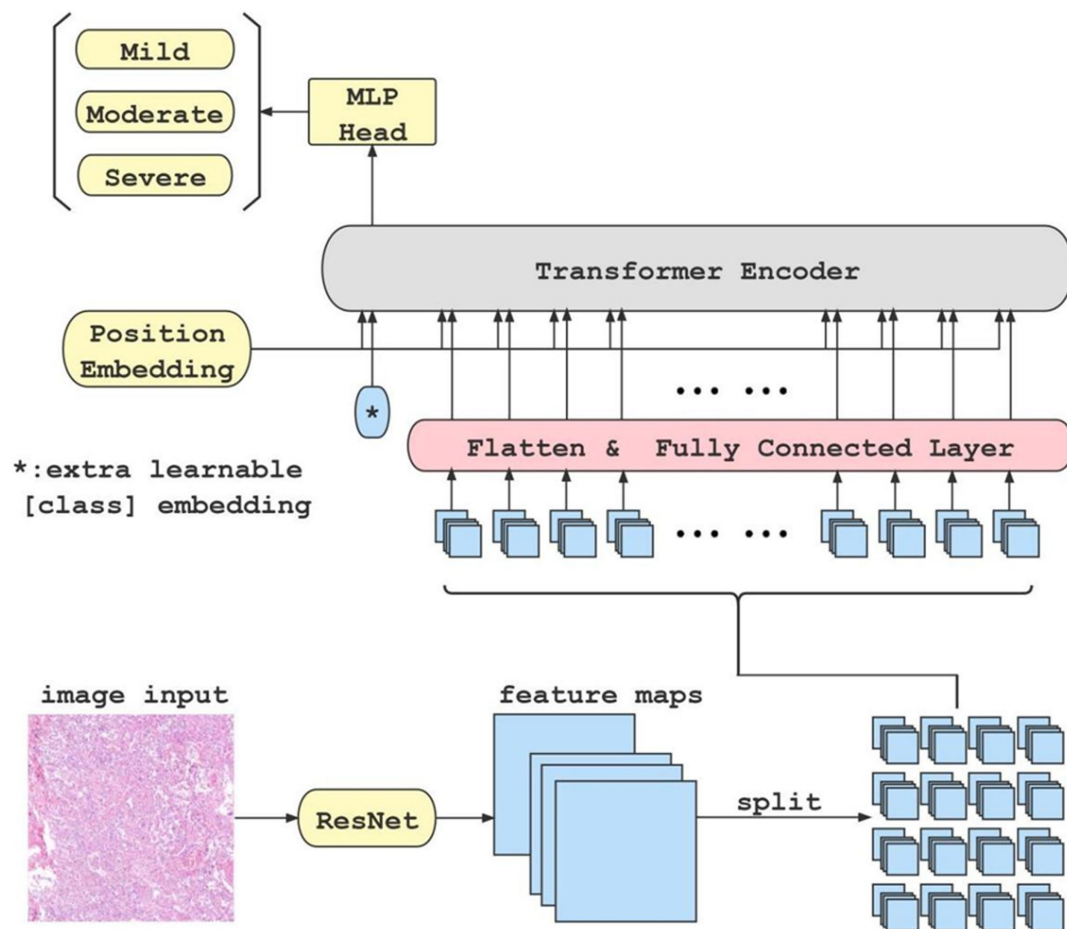 Mild
Moderate
Severe
MLP
Head
Transformer Encoder
Position
Embedding
*
... ...
Flatten & Fully Connected Layer
*:extra learnable
[class] embedding
... ...
image input
feature maps
ResNet
split